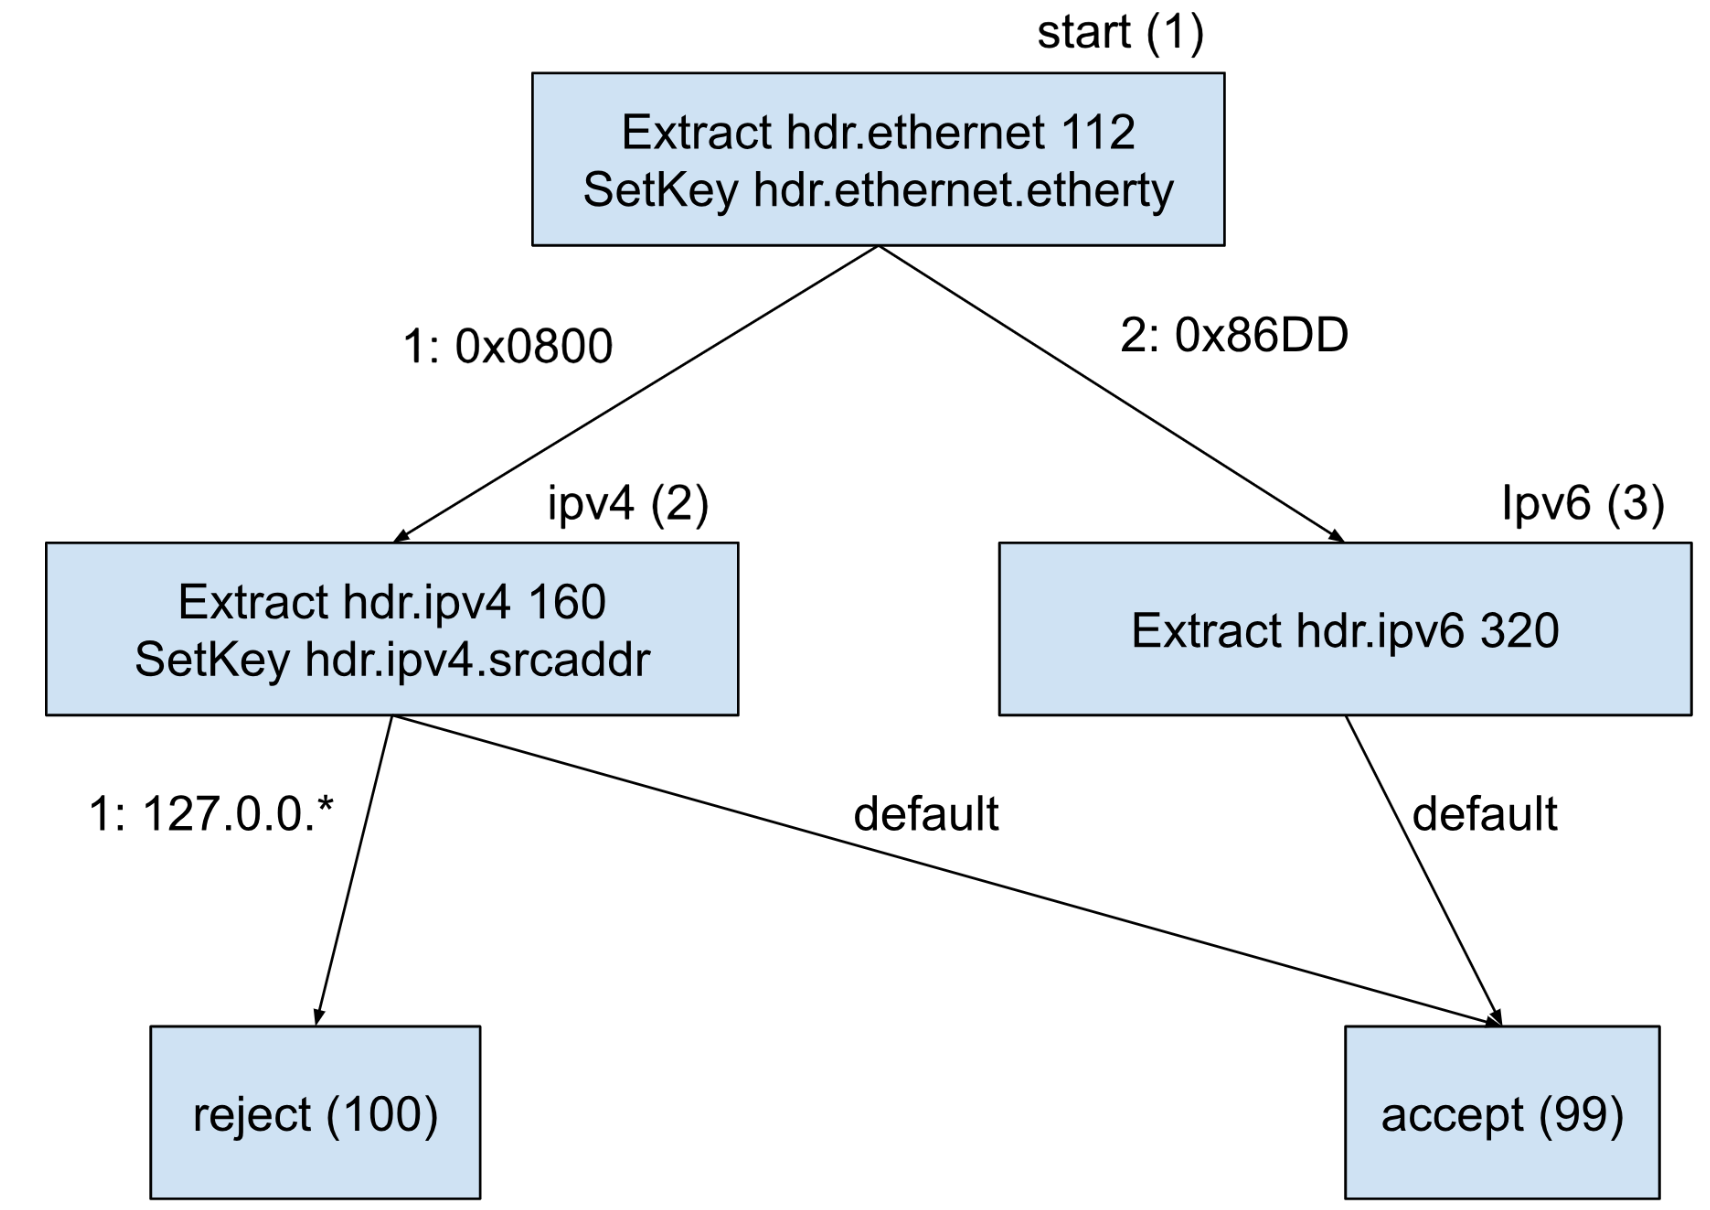 start (1)
Extract hdr.ethernet 112
SetKey hdr.ethernet.etherty
1: 0x0800
2: 0x86DD
ipv4 (2)
Ipv6 (3)
Extract hdr.ipv4 160
SetKey hdr.ipv4.srcaddr
Extract hdr.ipv6 320
1: 127.0.0.*
default
default
reject (100)
accept (99)